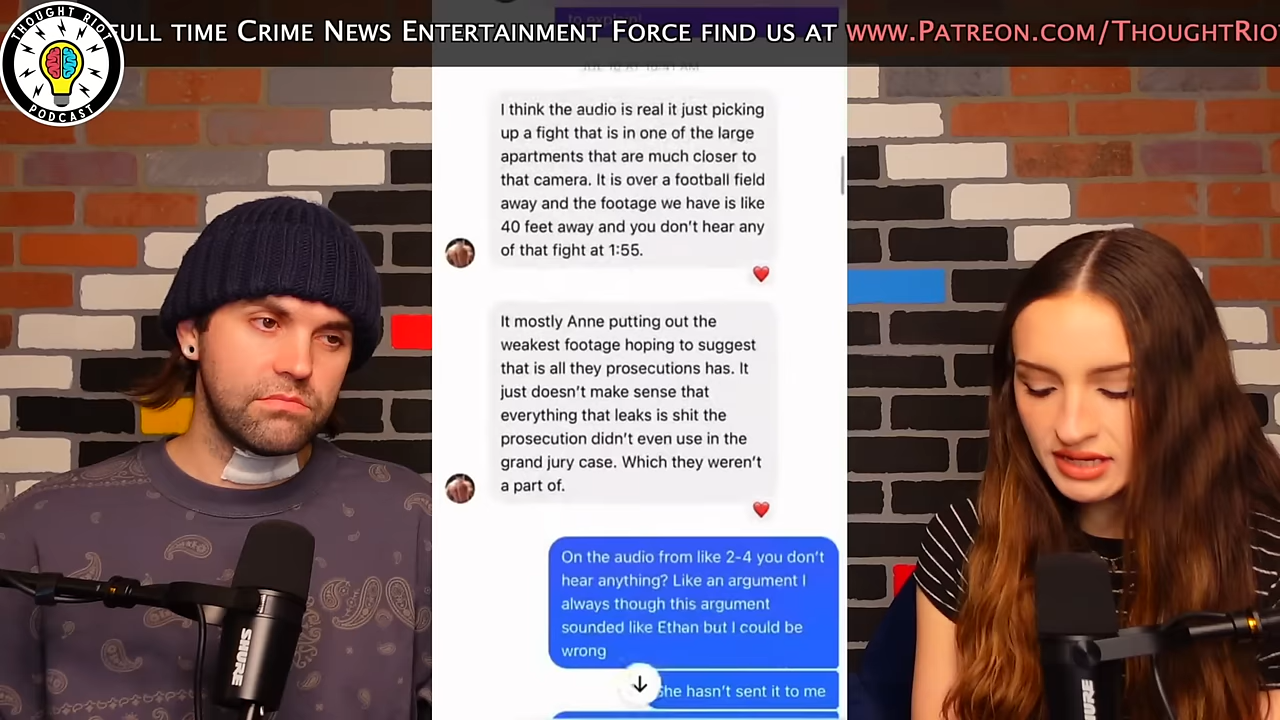 FULL TIME CRIME NEWS ENTERTAINMENT FORCE FIND US AT WWW.PATREON.COM/THOUGHTRIO
THOUGHT RIOT
PODCAST
to explain!
I think the audio is real it just picking
up a fight that is in one of the large
apartments that are much closer to
that camera. It is over a football field
away and the footage we have is like
40 feet away and you don't hear any
of that fight at 1:55.
It mostly Anne putting out the
weakest footage hoping to suggest
that is all they prosecutions has. It
just doesn't make sense that
everything that leaks is shit the
prosecution didn't even use in the
grand jury case. Which they weren't
a part of.
On the audio from like 2-4 you don't
hear anything? Like an argument I
always though this argument
sounded like Ethan but I could be
wrong
she hasn't sent it to me
SHURE
SHURE